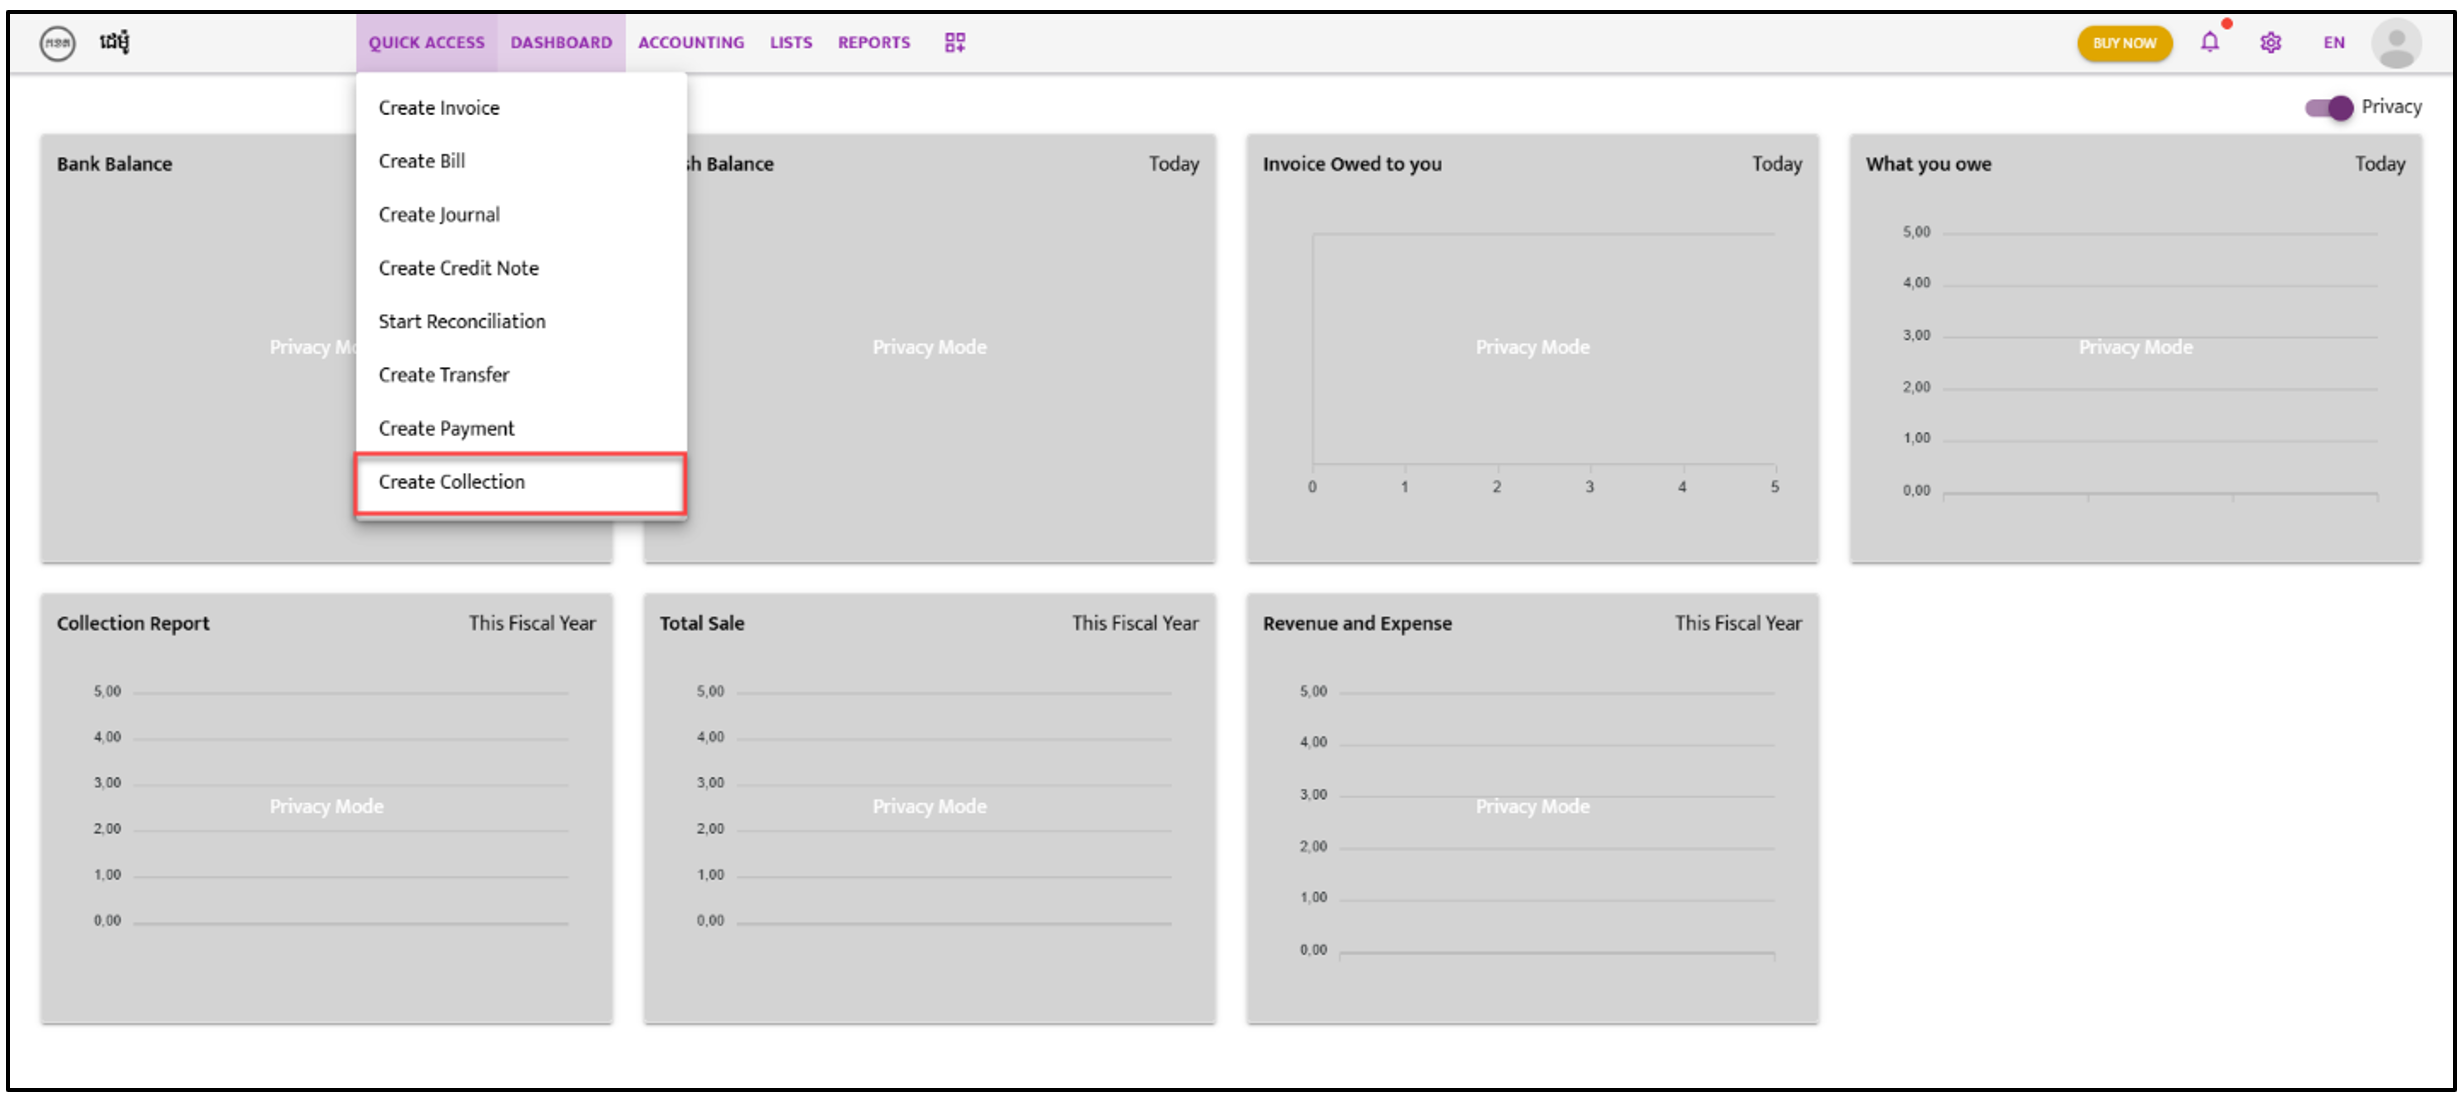 កខគ ដេម៉ូ QUICK ACCESS DASHBOARD ACCOUNTING LISTS REPORTS BUY NOW EN
Privacy
Create Invoice
Create Bill
Create Journal
Create Credit Note
Start Reconciliation
Create Transfer
Create Payment
Create Collection
Bank Balance
Privacy Mo
sh Balance Today
Privacy Mode
Invoice Owed to you Today
Privacy Mode
0 1 2 3 4 5
What you owe Today
5,00
4,00
3,00
Privacy Mode
2,00
1,00
0,00
Collection Report This Fiscal Year
5,00
4,00
3,00
Privacy Mode
2,00
1,00
0,00
Total Sale This Fiscal Year
5,00
4,00
3,00
Privacy Mode
2,00
1,00
0,00
Revenue and Expense This Fiscal Year
5,00
4,00
3,00
Privacy Mode
2,00
1,00
0,00